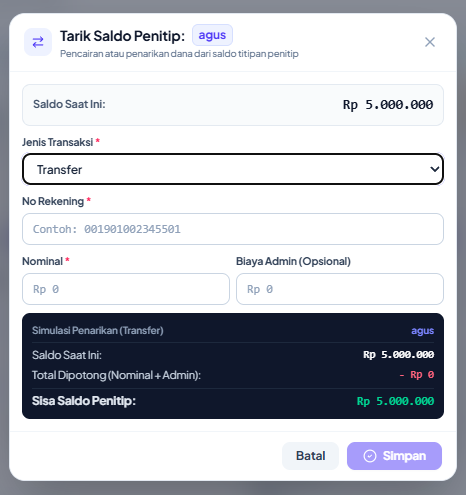 Tarik Saldo Penitip: agus
Pencairan atau penarikan dana dari saldo titipan penitip
Saldo Saat Ini: Rp 5.000.000
Jenis Transaksi *
Transfer
No Rekening *
Contoh: 001901002345501
Nominal * Biaya Admin (Opsional)
Rp 0 Rp 0
Simulasi Penarikan (Transfer) agus
Saldo Saat Ini: Rp 5.000.000
Total Dipotong (Nominal + Admin): - Rp 0
Sisa Saldo Penitip: Rp 5.000.000
Batal Simpan